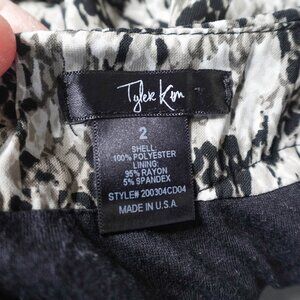 Tyler Kim
2
SHELL:
100% POLYESTER
LINING:
95% RAYON
5% SPANDEX
STYLE# 200304CD04
MADE IN U.S.A.